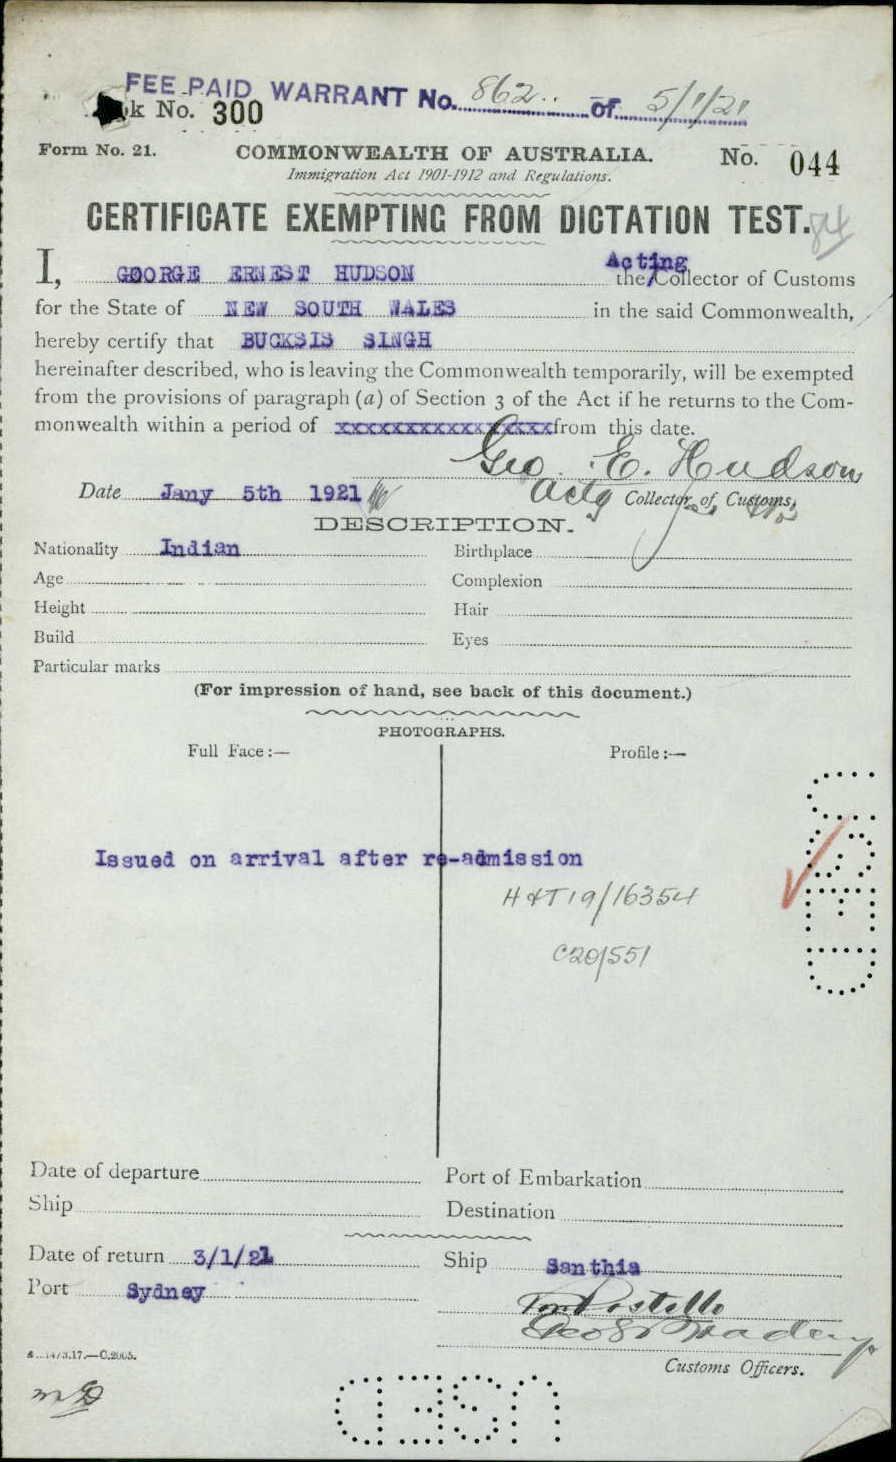 FEE PAID WARRANT No. 862 of 5/1/21
k No. 300
Form No. 21. COMMONWEALTH OF AUSTRALIA. No. 044
Immigration Act 1901-1912 and Regulations.
CERTIFICATE EXEMPTING FROM DICTATION TEST. 84
Acting
I, GEORGE ERNEST HUDSON the Collector of Customs
for the State of NEW SOUTH WALES in the said Commonwealth,
hereby certify that BUCKSIS SINGH
hereinafter described, who is leaving the Commonwealth temporarily, will be exempted
from the provisions of paragraph (a) of Section 3 of the Act if he returns to the Com-
monwealth within a period of xxxxxxxxxxxxxxxx from this date.
Geo. E. Hudson
Date Jany 5th 1921 Actg Collector of Customs,
DESCRIPTION.
Nationality Indian Birthplace
Age Complexion
Height Hair
Build Eyes
Particular marks
(For impression of hand, see back of this document.)
PHOTOGRAPHS.
Full Face:— Profile:—
Issued on arrival after re-admission
H&T 19/16354
C20/551
USED
Date of departure Port of Embarkation
Ship Destination
Date of return 3/1/21 Ship Santhia
Port Sydney
Customs Officers.
USED